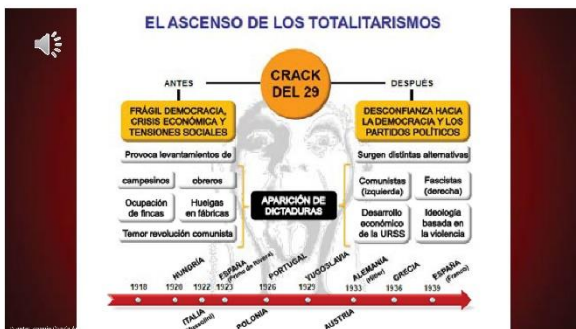 EL ASCENSO DE LOS TOTALITARISMOS
CRACK
DEL 29
ANTES
DESPUÉS
FRÁGIL DEMOCRACIA,
CRISIS ECONÓMICA Y
TENSIONES SOCIALES
DESCONFIANZA HACIA
LA DEMOCRACIA Y LOS
PARTIDOS POLÍTICOS
Provoca levantamientos de
Surgen distintas alternativas
campesinos
obreros
Comunistas
(izquierda)
Fascistas
(derecha)
Ocupación
de fincas
Huelgas
en fábricas
APARICIÓN DE
DICTADURAS
Desarrollo
económico
de la URSS
Ideología
basada en
la violencia
Temor revolución comunista
HUNGRÍA
ESPAÑA
(Primo de Rivera)
PORTUGAL
YUGOSLAVIA
ALEMANIA
(Hitler)
GRECIA
ESPAÑA
(Franco)
1918
1920
1922
1923
1926
1929
1933
1936
1939
ITALIA
(Mussolini)
POLONIA
AUSTRIA